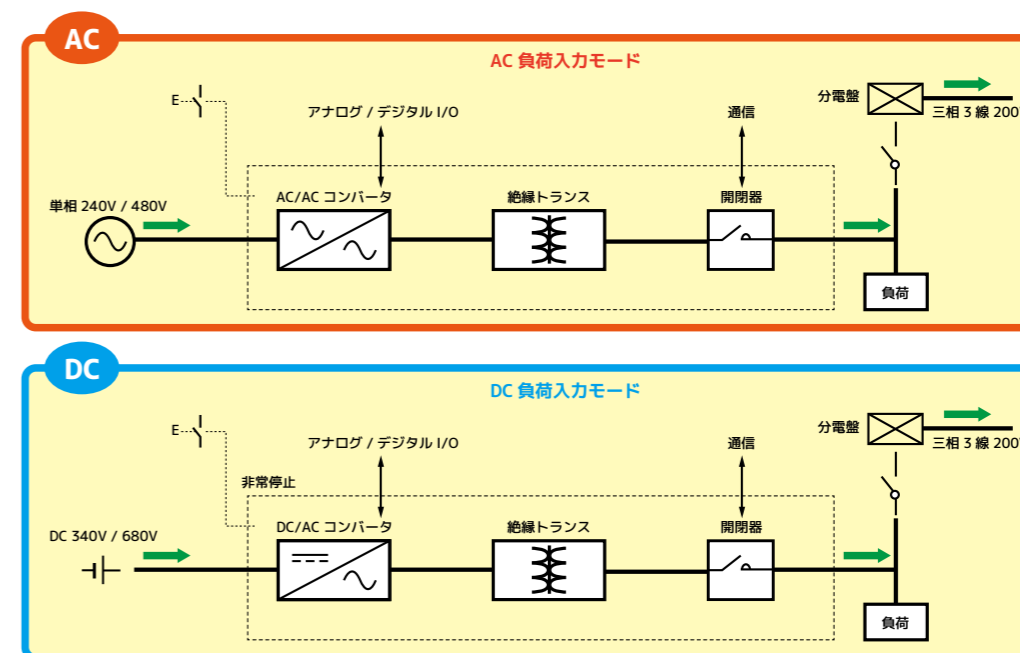 AC
AC 負荷入力モード
E
アナログ / デジタル I/O
通信
分電盤
三相 3 線 200V
単相 240V / 480V
AC/AC コンバータ
絶縁トランス
開閉器
負荷
DC
DC 負荷入力モード
E
アナログ / デジタル I/O
通信
分電盤
三相 3 線 200V
非常停止
DC 340V / 680V
DC/AC コンバータ
絶縁トランス
開閉器
負荷